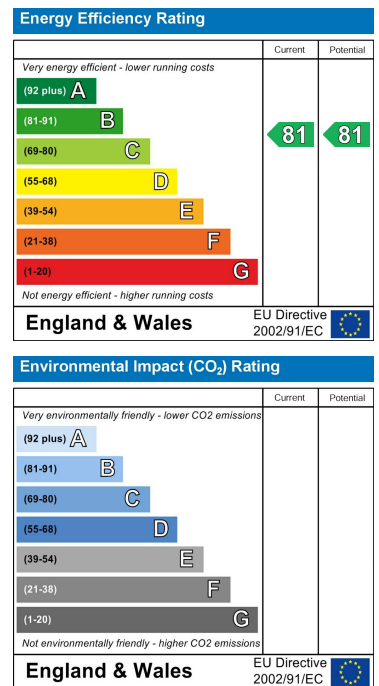 Energy Efficiency Rating
Current Potential
Very energy efficient - lower running costs
(92 plus) A
(81-91) B
81 81
(69-80) C
(55-68) D
(39-54) E
(21-38) F
(1-20) G
Not energy efficient - higher running costs
England & Wales
EU Directive
2002/91/EC
Environmental Impact (CO₂) Rating
Current Potential
Very environmentally friendly - lower CO2 emissions
(92 plus) A
(81-91) B
(69-80) C
(55-68) D
(39-54) E
(21-38) F
(1-20) G
Not environmentally friendly - higher CO2 emissions
England & Wales
EU Directive
2002/91/EC